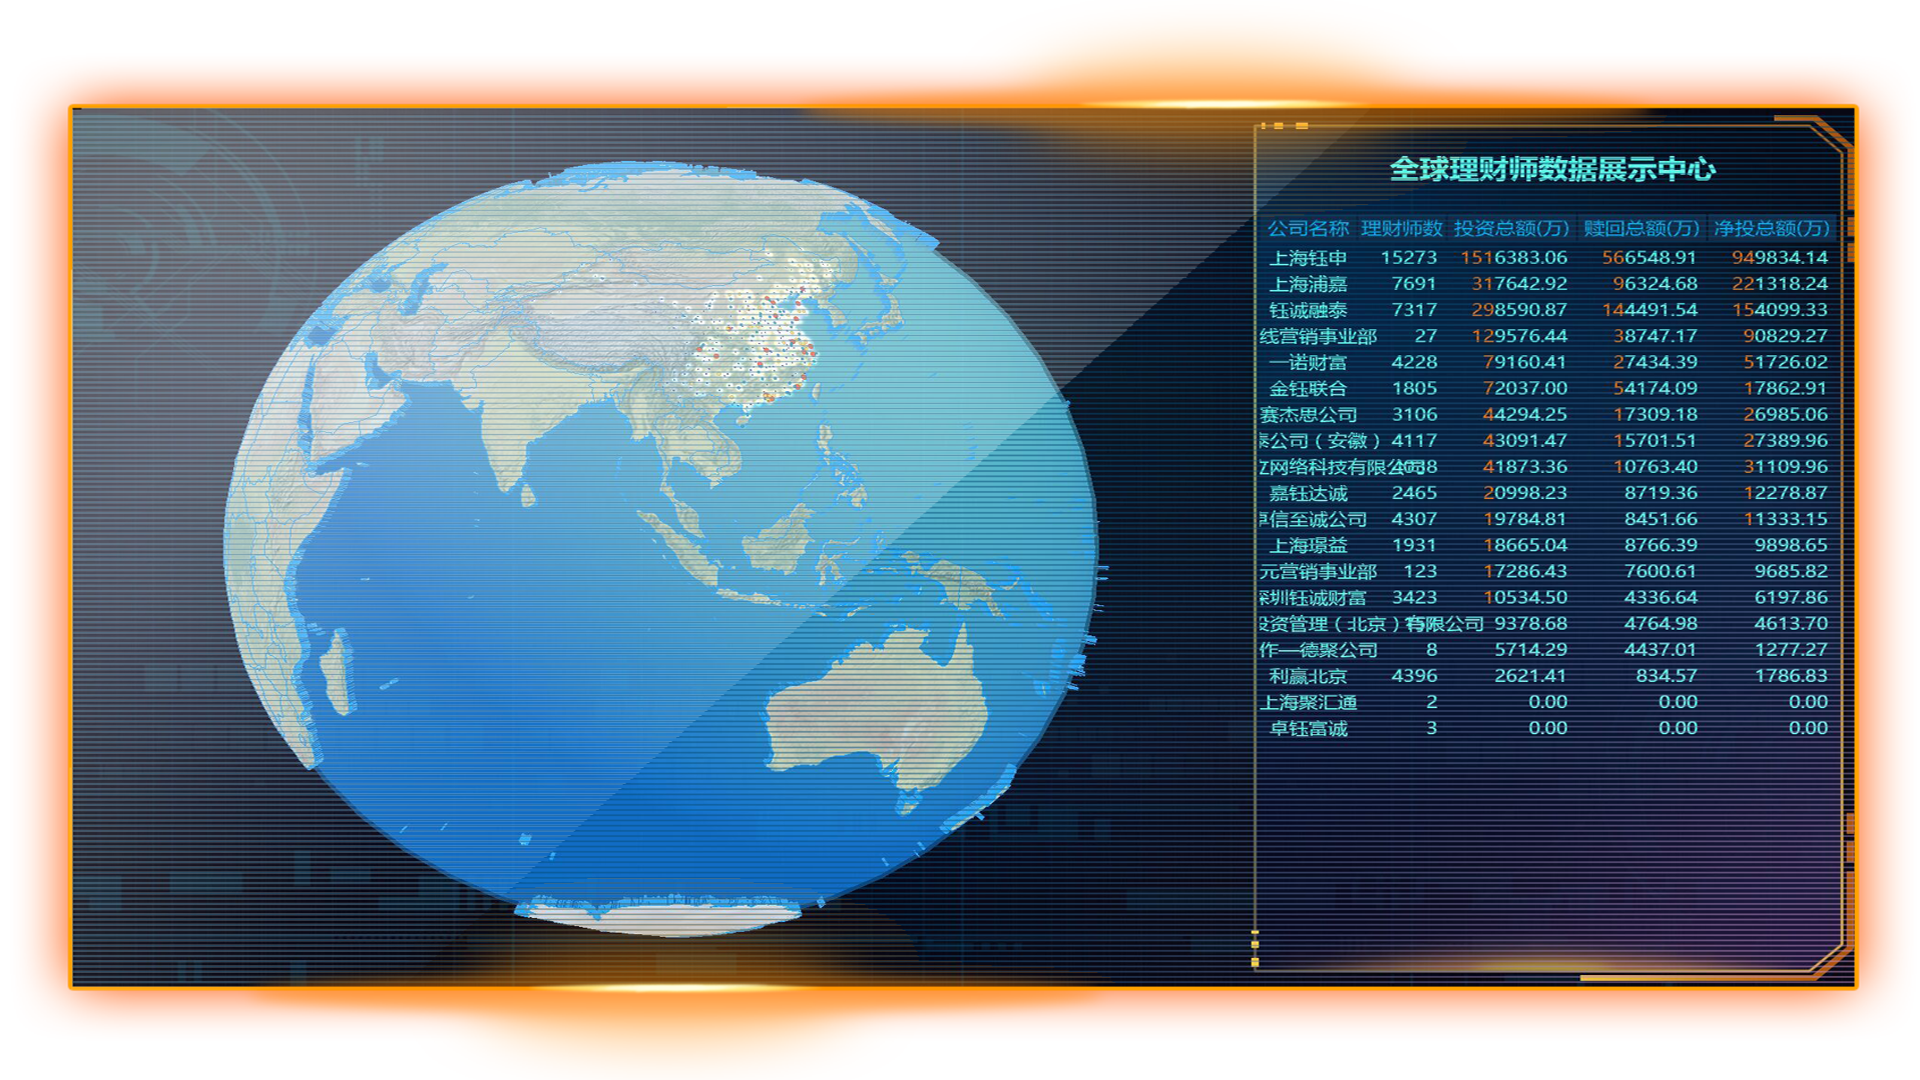 全球理财师数据展示中心
公司名称 理财师数 投资总额(万) 赎回总额(万) 净投总额(万)
上海钰申 15273 1516383.06 566548.91 949834.14
上海浦嘉 7691 317642.92 96324.68 221318.24
钰诚融泰 7317 298590.87 144491.54 154099.33
线营销事业部 27 129576.44 38747.17 90829.27
一诺财富 4228 79160.41 27434.39 51726.02
金钰联合 1805 72037.00 54174.09 17862.91
赛杰思公司 3106 44294.25 17309.18 26985.06
泰公司（安徽） 4117 43091.47 15701.51 27389.96
网络科技有限公司 41873.36 10763.40 31109.96
嘉钰达诚 2465 20998.23 8719.36 12278.87
信至诚公司 4307 19784.81 8451.66 11333.15
上海璟益 1931 18665.04 8766.39 9898.65
元营销事业部 123 17286.43 7600.61 9685.82
深圳钰诚财富 3423 10534.50 4336.64 6197.86
投资管理（北京）有限公司 9378.68 4764.98 4613.70
作—德聚公司 8 5714.29 4437.01 1277.27
利赢北京 4396 2621.41 834.57 1786.83
上海聚汇通 2 0.00 0.00 0.00
卓钰富诚 3 0.00 0.00 0.00